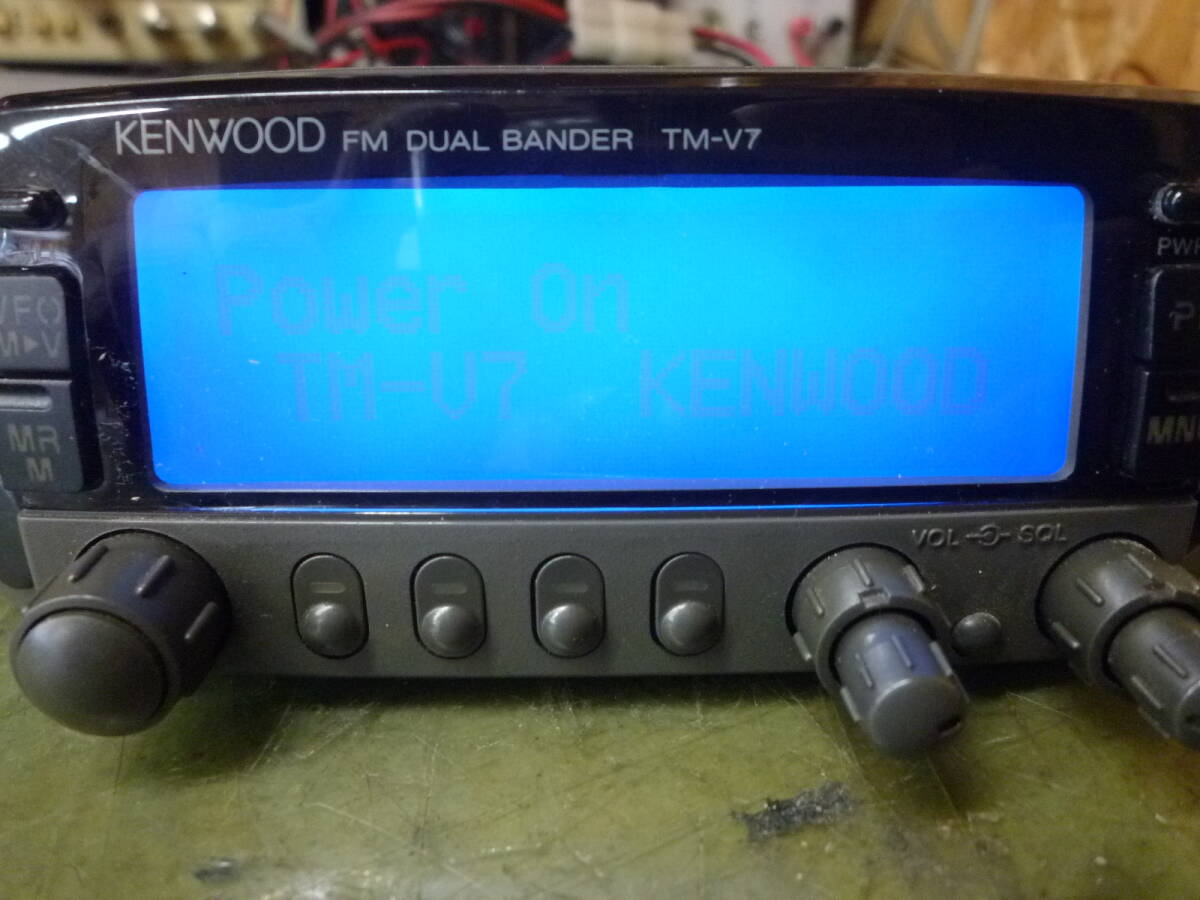 KENWOOD FM DUAL BANDER TM-V7
PWR
Power On
TM-V7 KENWOOD
VFO
M▶V
MR
M
VOL SQL